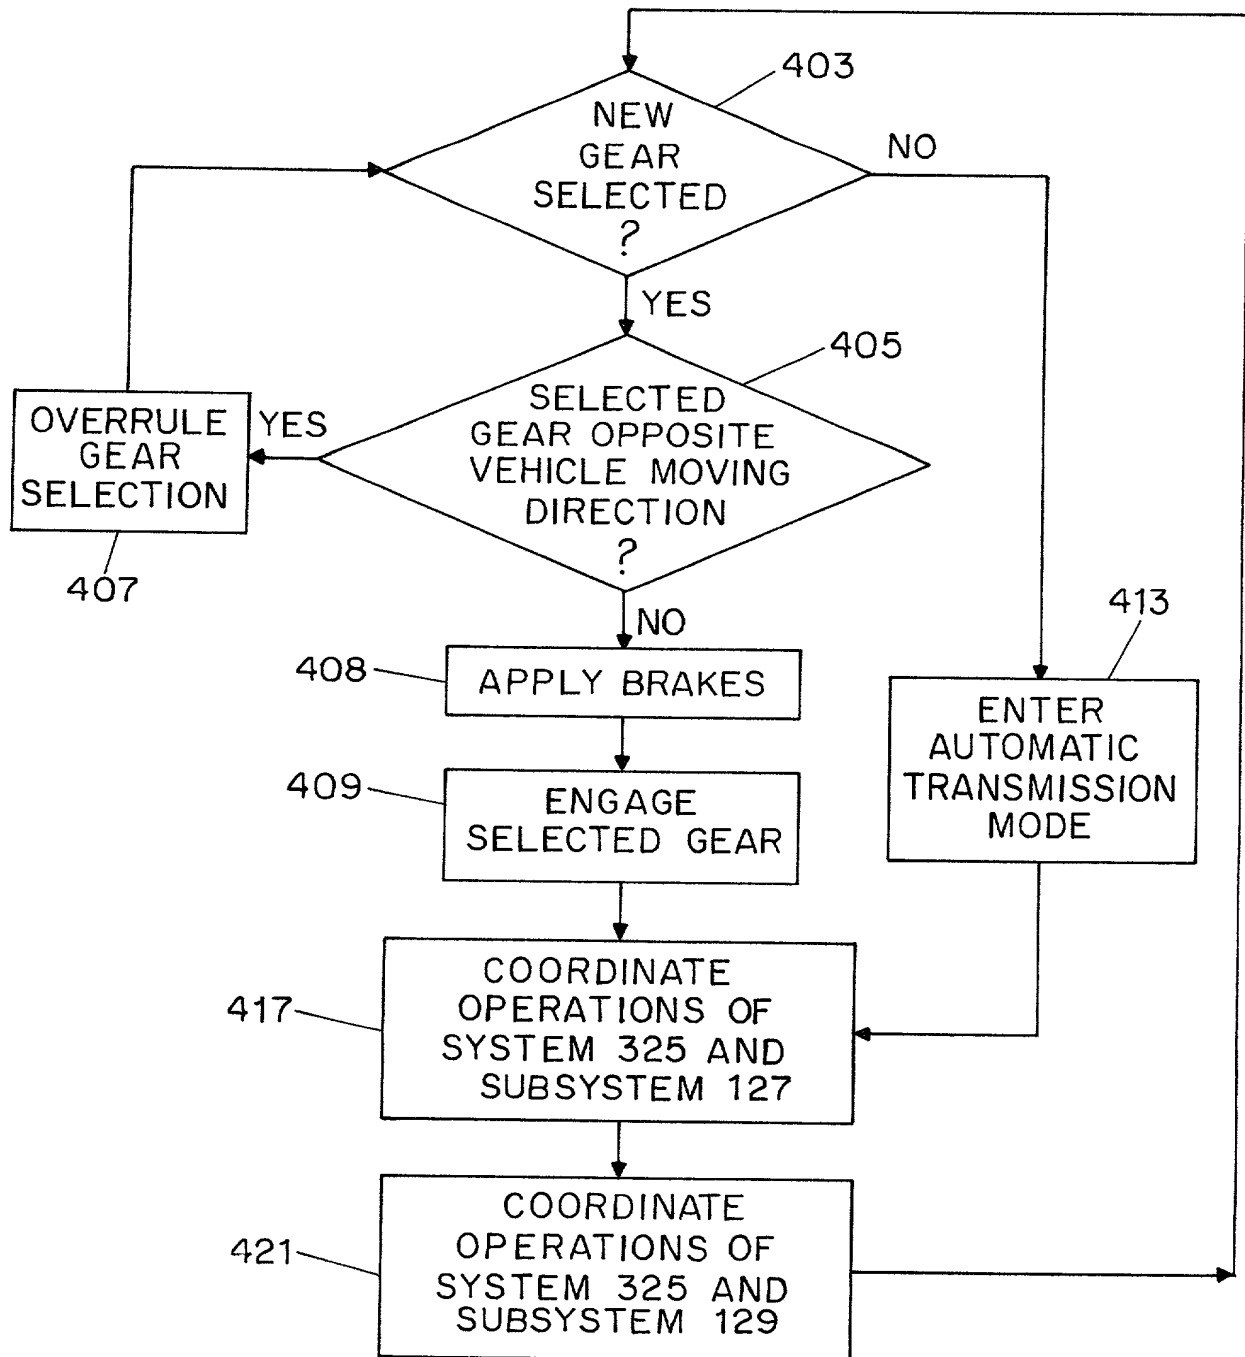 403
NEW
GEAR
SELECTED
?
NO
YES
405
SELECTED
GEAR OPPOSITE
VEHICLE MOVING
DIRECTION
?
YES
OVERRULE
GEAR
SELECTION
407
NO
408
APPLY BRAKES
413
ENTER
AUTOMATIC
TRANSMISSION
MODE
409
ENGAGE
SELECTED GEAR
417
COORDINATE
OPERATIONS OF
SYSTEM 325 AND
SUBSYSTEM 127
421
COORDINATE
OPERATIONS OF
SYSTEM 325 AND
SUBSYSTEM 129